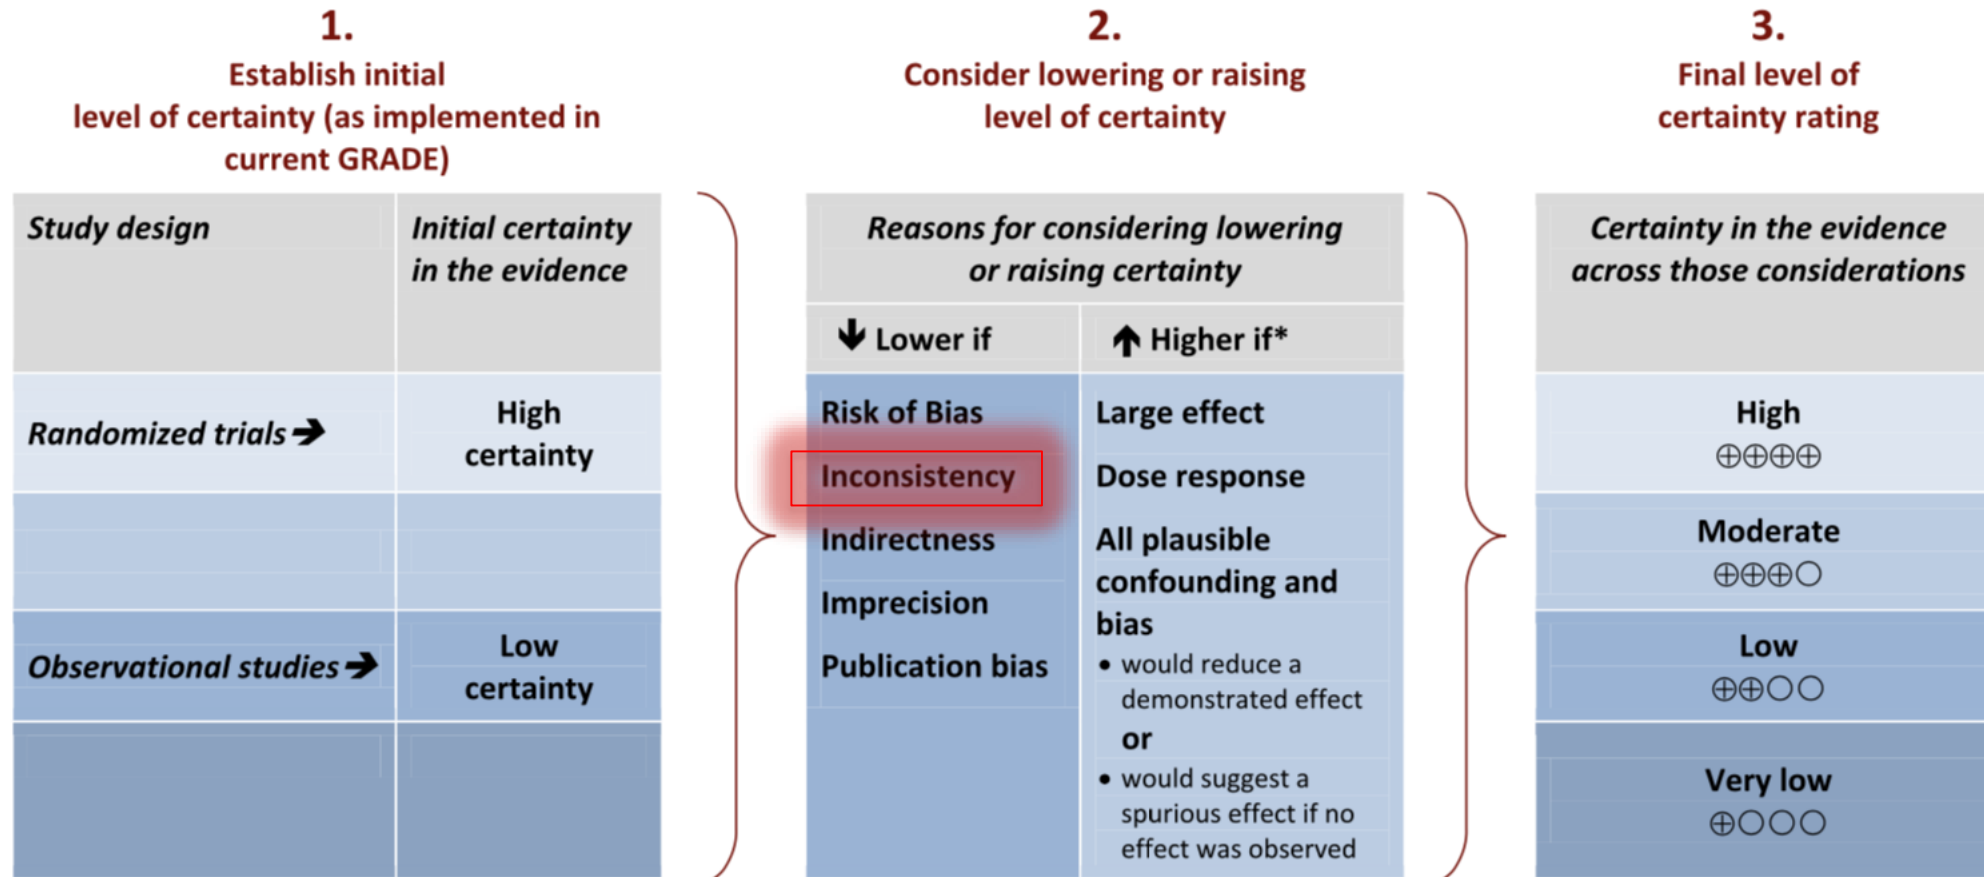 1.
Establish initial
level of certainty (as implemented in
current GRADE)
Study design
Initial certainty
in the evidence
Randomized trials ➔
High
certainty
Observational studies ➔
Low
certainty
2.
Consider lowering or raising
level of certainty
Reasons for considering lowering
or raising certainty
🡻 Lower if
Risk of Bias
Inconsistency
Indirectness
Imprecision
Publication bias
🡹 Higher if*
Large effect
Dose response
All plausible
confounding and
bias
• would reduce a
demonstrated effect
or
• would suggest a
spurious effect if no
effect was observed
3.
Final level of
certainty rating
Certainty in the evidence
across those considerations
High
⊕⊕⊕⊕
Moderate
⊕⊕⊕○
Low
⊕⊕○○
Very low
⊕○○○